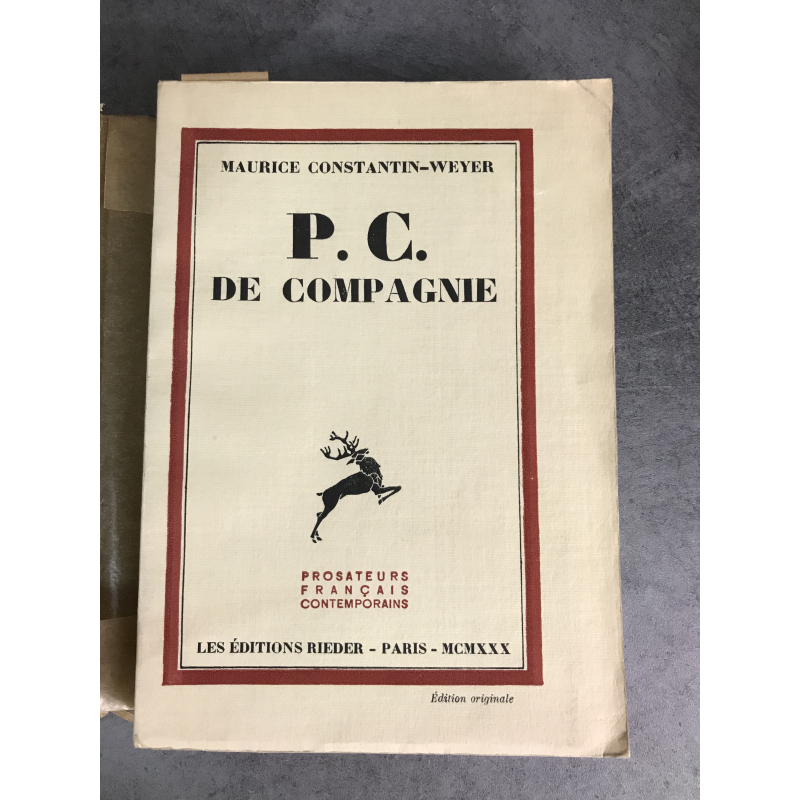 MAURICE CONSTANTIN-WEYER
P. C.
DE COMPAGNIE
PROSATEURS
FRANÇAIS
CONTEMPORAINS
LES ÉDITIONS RIEDER - PARIS - MCMXXX
Édition originale